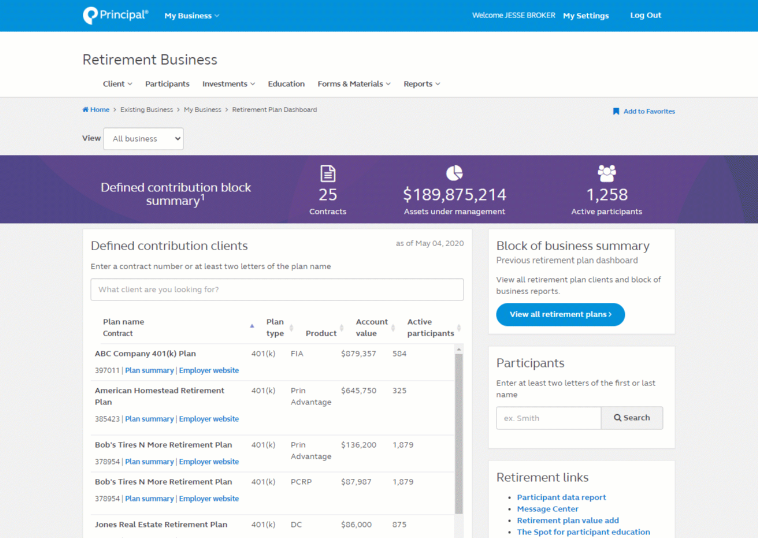 Principal®
My Business
Welcome JESSE BROKER My Settings Log Out
Retirement Business
Client Participants Investments Education Forms & Materials Reports
Home > Existing Business > My Business > Retirement Plan Dashboard
Add to Favorites
View All business
Defined contribution block
summary1
25
Contracts
$189,875,214
Assets under management
1,258
Active participants
Defined contribution clients
as of May 04, 2020
Enter a contract number or at least two letters of the plan name
What client are you looking for?
Plan name
Contract
Plan
type
Product
Account
value
Active
participants
ABC Company 401(k) Plan 401(k) FIA $879,357 584
397011 | Plan summary | Employer website
American Homestead Retirement
Plan
401(k) Prin
Advantage
$645,750 325
385423 | Plan summary | Employer website
Bob's Tires N More Retirement Plan 401(k) Prin
Advantage
$136,200 1,879
378954 | Plan summary | Employer website
Bob's Tires N More Retirement Plan 401(k) PCRP $87,987 1,879
378954 | Plan summary | Employer website
Jones Real Estate Retirement Plan 401(k) DC $86,000 875
Block of business summary
Previous retirement plan dashboard
View all retirement plan clients and block of
business reports.
View all retirement plans ›
Participants
Enter at least two letters of the first or last
name
ex. Smith
Search
Retirement links
• Participant data report
• Message Center
• Retirement plan value add
• The Spot for participant education